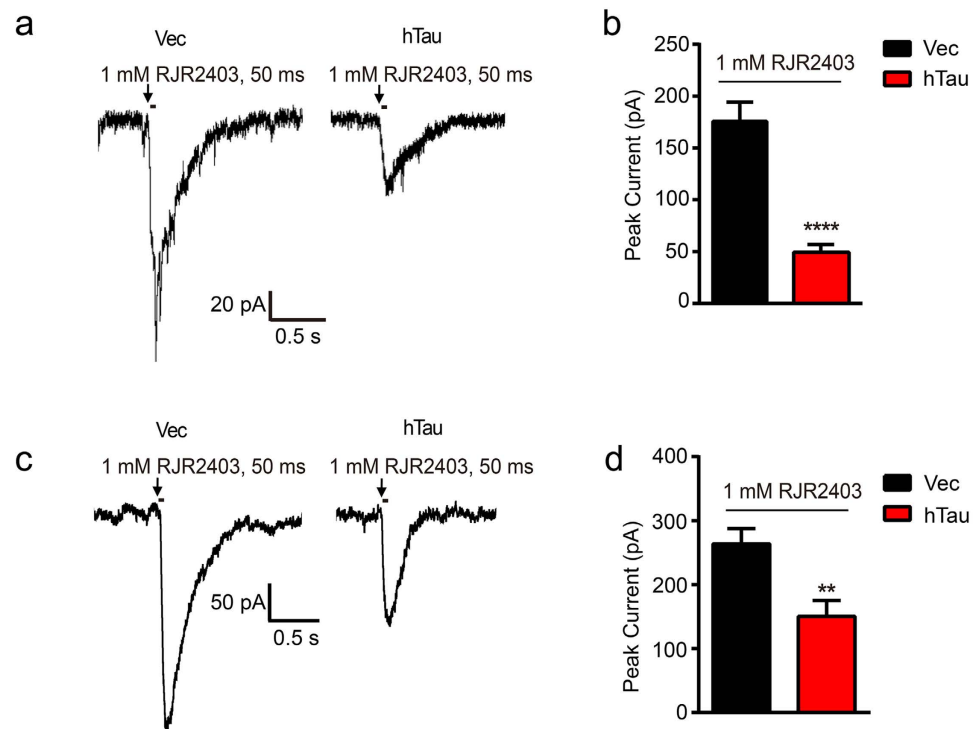 a
Vec
hTau
1 mM RJR2403, 50 ms
1 mM RJR2403, 50 ms
20 pA
0.5 s
b
Peak Current (pA)
250
200
150
100
50
0
1 mM RJR2403
****
Vec
hTau
c
Vec
hTau
1 mM RJR2403, 50 ms
1 mM RJR2403, 50 ms
50 pA
0.5 s
d
Peak Current (pA)
400
300
200
100
0
1 mM RJR2403
**
Vec
hTau